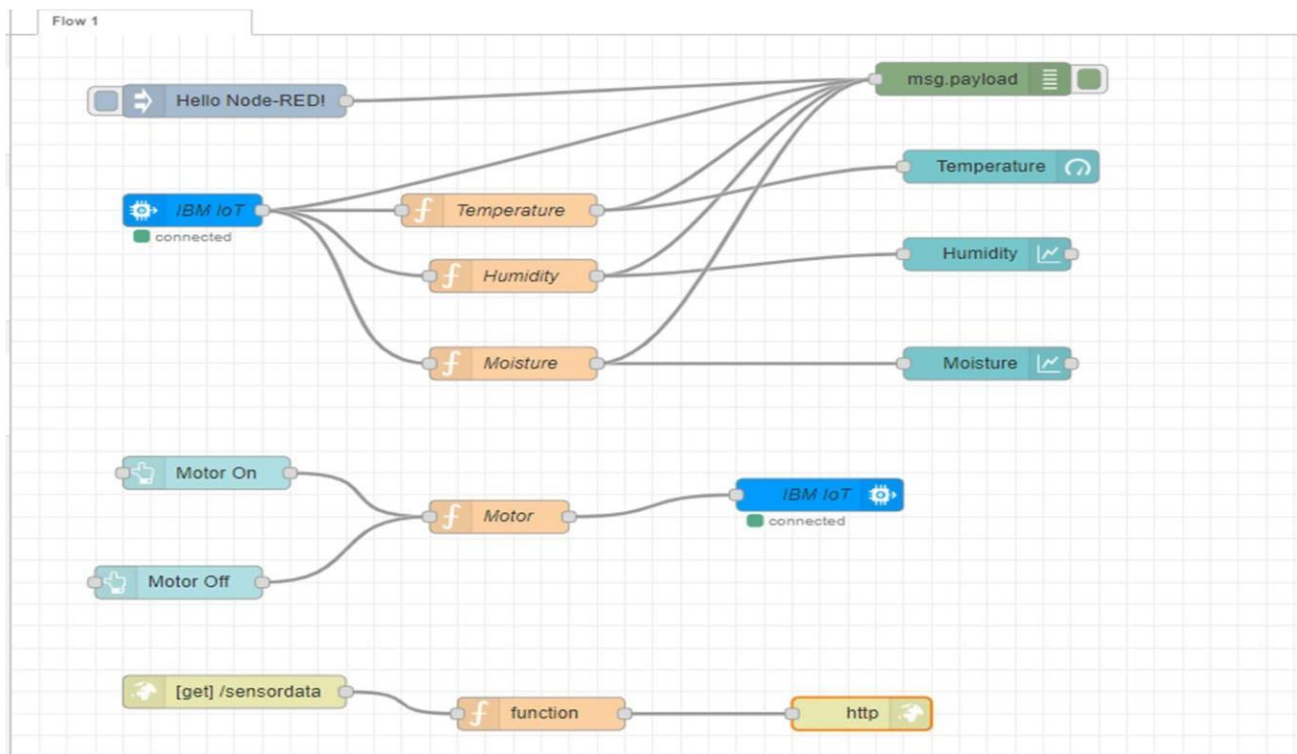 Flow 1
msg.payload
Hello Node-RED!
Temperature
IBM IoT
Temperature
connected
Humidity
Humidity
Moisture
Moisture
Motor On
IBM IoT
Motor
connected
Motor Off
[get] /sensordata
function
http